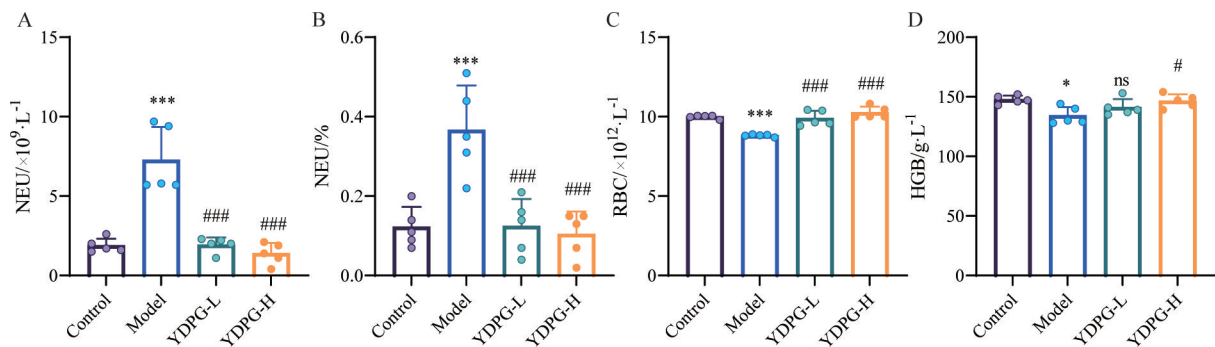 A
NEU/×10⁹·L⁻¹
15
10
5
0
***
###
###
Control
Model
YDPG-L
YDPG-H
B
NEU/%
0.6
0.4
0.2
0.0
***
###
###
Control
Model
YDPG-L
YDPG-H
C
RBC/×10¹²·L⁻¹
15
10
5
0
***
###
###
Control
Model
YDPG-L
YDPG-H
D
HGB/g·L⁻¹
200
150
100
50
0
*
ns
#
Control
Model
YDPG-L
YDPG-H